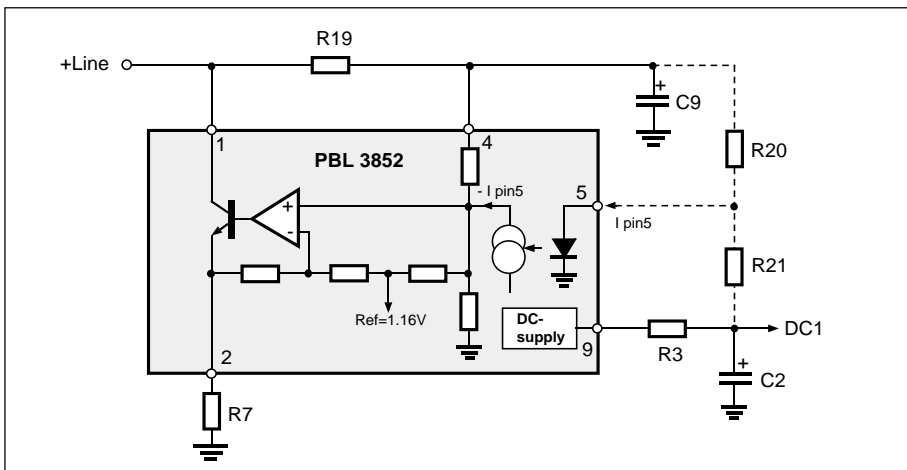 R19
+Line
+
C9
1
4
PBL 3852
R20
- I pin5
5
+
I pin5
-
R21
Ref=1.16V
DC-
supply
9
R3
DC1
2
+
C2
R7